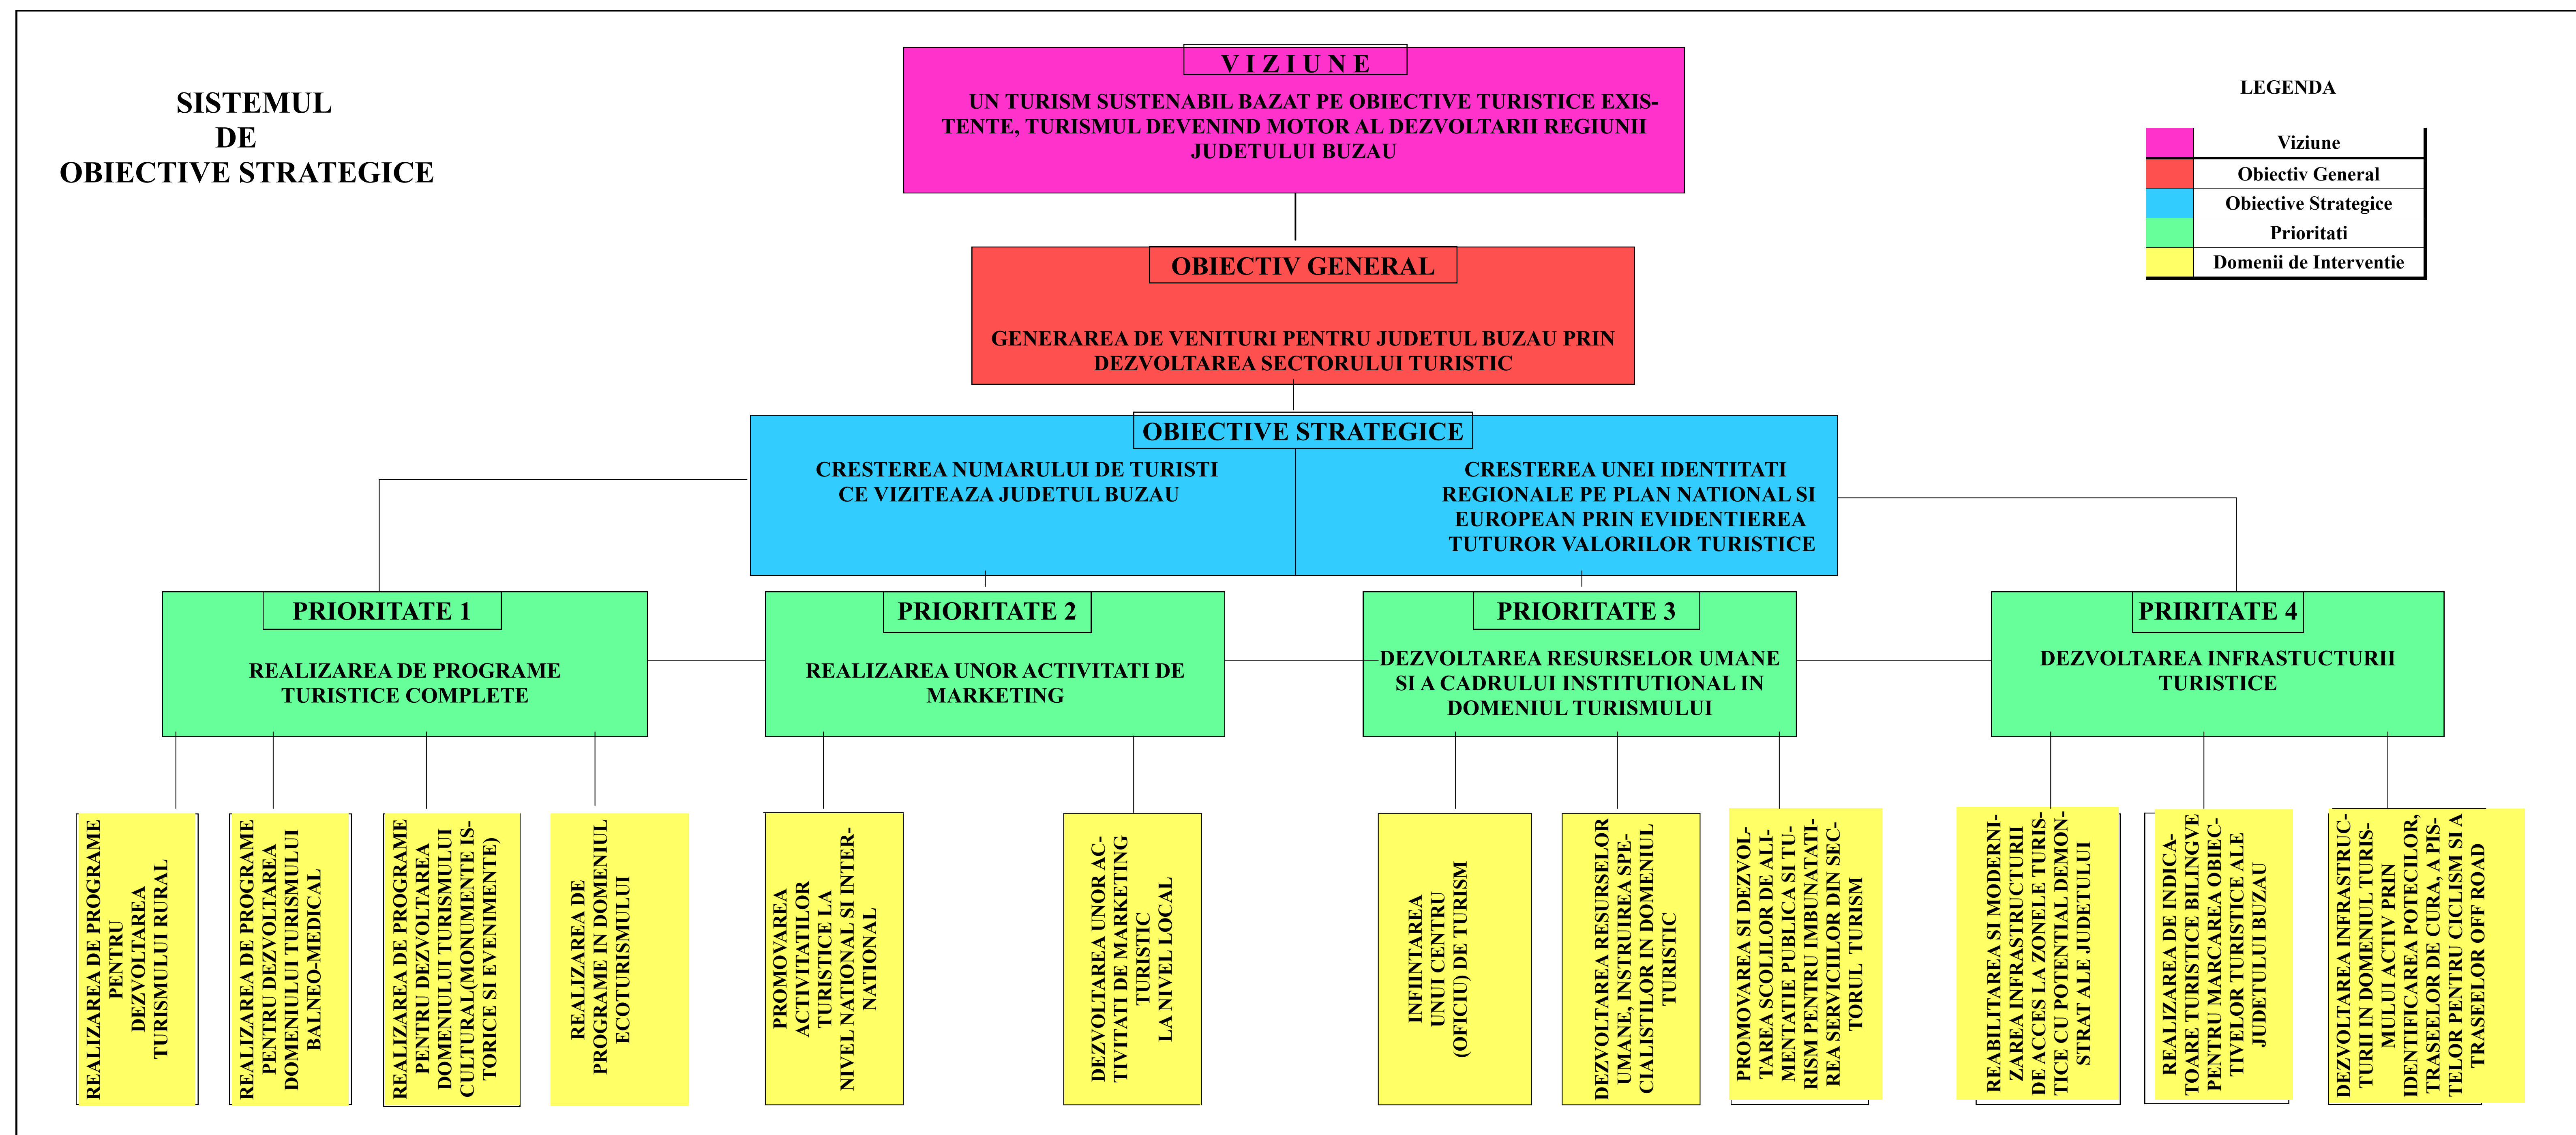 SISTEMUL
DE
OBIECTIVE STRATEGICE
V I Z I U N E
UN TURISM SUSTENABIL BAZAT PE OBIECTIVE TURISTICE EXIS-
TENTE, TURISMUL DEVENIND MOTOR AL DEZVOLTARII REGIUNII
JUDETULUI BUZAU
LEGENDA
Viziune
Obiectiv General
Obiective Strategice
Prioritati
Domenii de Interventie
OBIECTIV GENERAL
GENERAREA DE VENITURI PENTRU JUDETUL BUZAU PRIN
DEZVOLTAREA SECTORULUI TURISTIC
OBIECTIVE STRATEGICE
CRESTEREA NUMARULUI DE TURISTI
CE VIZITEAZA JUDETUL BUZAU
CRESTEREA UNEI IDENTITATI
REGIONALE PE PLAN NATIONAL SI
EUROPEAN PRIN EVIDENTIEREA
TUTUROR VALORILOR TURISTICE
PRIORITATE 1
REALIZAREA DE PROGRAME
TURISTICE COMPLETE
PRIORITATE 2
REALIZAREA UNOR ACTIVITATI DE
MARKETING
PRIORITATE 3
DEZVOLTAREA RESURSELOR UMANE
SI A CADRULUI INSTITUTIONAL IN
DOMENIUL TURISMULUI
PRIRITATE 4
DEZVOLTAREA INFRASTUCTURII
TURISTICE
REALIZAREA DE PROGRAME
PENTRU
DEZVOLTAREA
TURISMULUI RURAL
REALIZAREA DE PROGRAME
PENTRU DEZVOLTAREA
DOMENIULUI TURISMULUI
BALNEO-MEDICAL
REALIZAREA DE PROGRAME
PENTRU DEZVOLTAREA
DOMENIULUI TURISMULUI
CULTURAL(MONUMENTE IS-
TORICE SI EVENIMENTE)
REALIZAREA DE
PROGRAME IN DOMENIUL
ECOTURISMULUI
PROMOVAREA
ACTIVITATILOR
TURISTICE LA
NIVEL NATIONAL SI INTER-
NATIONAL
DEZVOLTAREA UNOR AC-
TIVITATI DE MARKETING
TURISTIC
LA NIVEL LOCAL
INFIINTAREA
UNUI CENTRU
(OFICIU) DE TURISM
DEZVOLTAREA RESURSELOR
UMANE, INSTRUIREA SPE-
CIALISTILOR IN DOMENIUL
TURISTIC
PROMOVAREA SI DEZVOL-
TAREA SCOLILOR DE ALI-
MENTATIE PUBLICA SI TU-
RISM PENTRU IMBUNATATI-
REA SERVICIILOR DIN SEC-
TORUL TURISM
REABILITAREA SI MODERNI-
ZAREA INFRASTRUCTURII
DE ACCES LA ZONELE TURIS-
TICE CU POTENTIAL DEMON-
STRAT ALE JUDETULUI
REALIZAREA DE INDICA-
TOARE TURISTICE BILINGVE
PENTRU MARCAREA OBIEC-
TIVELOR TURISTICE ALE
JUDETULUI BUZAU
DEZVOLTAREA INFRASTRUC-
TURII IN DOMENIUL TURIS-
MULUI ACTIV PRIN
IDENTIFICAREA POTECILOR,
TRASELOR DE CURA, A PIS-
TELOR PENTRU CICLISM SI A
TRASEELOR OFF ROAD